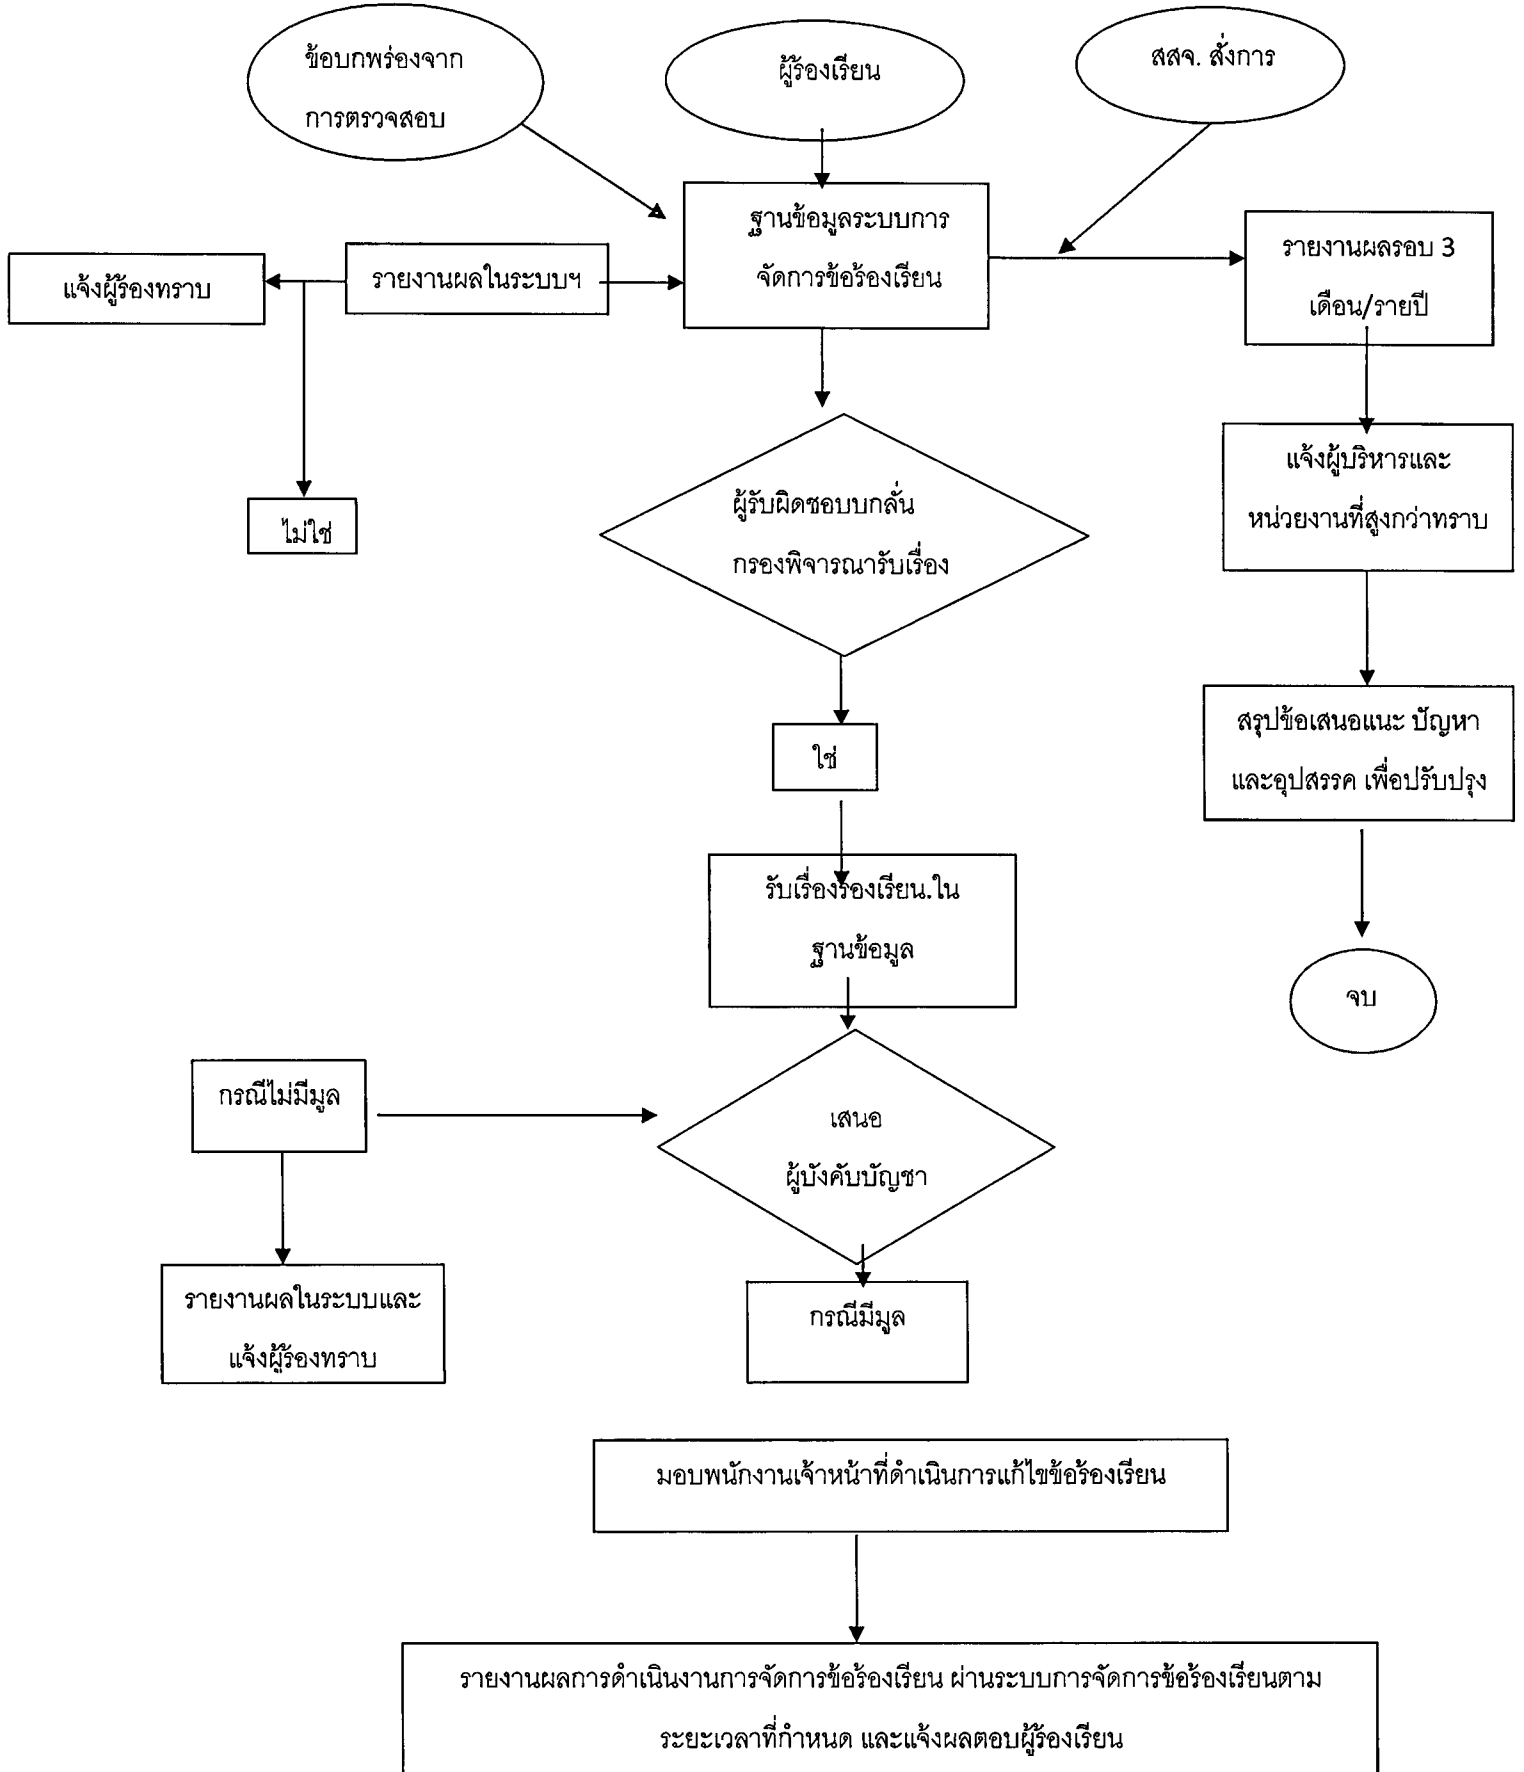 ข้อบกพร่องจาก
การตรวจสอบ
ผู้ร้องเรียน
สสจ. สั่งการ
ฐานข้อมูลระบบการ
จัดการข้อร้องเรียน
รายงานผลรอบ 3
เดือน/รายปี
แจ้งผู้ร้องทราบ
รายงานผลในระบบฯ
แจ้งผู้บริหารและ
หน่วยงานที่สูงกว่าทราบ
ผู้รับผิดชอบบกลั่น
กรองพิจารณารับเรื่อง
ไม่ใช่
สรุปข้อเสนอแนะ ปัญหา
และอุปสรรค เพื่อปรับปรุง
ใช่
รับเรื่องร้องเรียน.ใน
ฐานข้อมูล
จบ
กรณีไม่มีมูล
เสนอ
ผู้บังคับบัญชา
รายงานผลในระบบและ
แจ้งผู้ร้องทราบ
กรณีมีมูล
มอบพนักงานเจ้าหน้าที่ดำเนินการแก้ไขข้อร้องเรียน
รายงานผลการดำเนินงานการจัดการข้อร้องเรียน ผ่านระบบการจัดการข้อร้องเรียนตาม
ระยะเวลาที่กำหนด และแจ้งผลตอบผู้ร้องเรียน